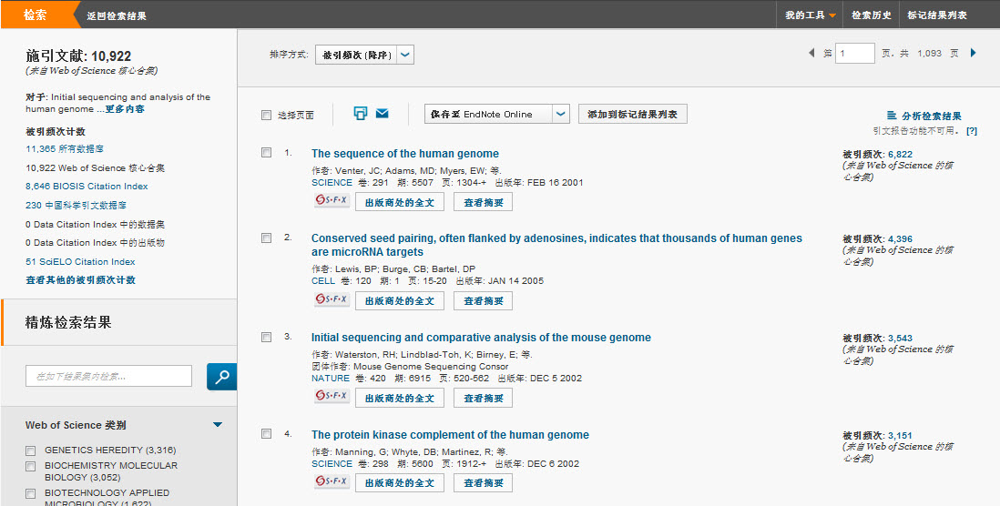 检索
返回检索结果
我的工具
检索历史
标记结果列表
施引文献: 10,922
(来自 Web of Science 核心合集)
对于: Initial sequencing and analysis of the
human genome ...更多内容
被引频次计数
11,365 所有数据库
10,922 Web of Science 核心合集
8,646 BIOSIS Citation Index
230 中国科学引文数据库
0 Data Citation Index 中的数据集
0 Data Citation Index 中的出版物
51 SciELO Citation Index
查看其他的被引频次计数
精炼检索结果
在如下结果集内检索...
Web of Science 类别
GENETICS HEREDITY (3,316)
BIOCHEMISTRY MOLECULAR
BIOLOGY (3,052)
BIOTECHNOLOGY APPLIED
MICROBIOLOGY (1,622)
排序方式:
被引频次 (降序)
第 1 页, 共 1,093 页
选择页面
保存至 EndNote Online
添加到标记结果列表
分析检索结果
引文报告功能不可用。 [?]
1. The sequence of the human genome
作者: Venter, JC; Adams, MD; Myers, EW; 等.
SCIENCE 卷: 291 期: 5507 页: 1304-+ 出版年: FEB 16 2001
S·F·X 出版商处的全文 查看摘要
被引频次: 6,822
(来自 Web of Science 的核
心合集)
2. Conserved seed pairing, often flanked by adenosines, indicates that thousands of human genes
are microRNA targets
作者: Lewis, BP; Burge, CB; Bartel, DP
CELL 卷: 120 期: 1 页: 15-20 出版年: JAN 14 2005
S·F·X 出版商处的全文 查看摘要
被引频次: 4,396
(来自 Web of Science 的核
心合集)
3. Initial sequencing and comparative analysis of the mouse genome
作者: Waterston, RH; Lindblad-Toh, K; Birney, E; 等.
团体作者: Mouse Genome Sequencing Consor
NATURE 卷: 420 期: 6915 页: 520-562 出版年: DEC 5 2002
S·F·X 出版商处的全文 查看摘要
被引频次: 3,543
(来自 Web of Science 的核
心合集)
4. The protein kinase complement of the human genome
作者: Manning, G; Whyte, DB; Martinez, R; 等.
SCIENCE 卷: 298 期: 5600 页: 1912-+ 出版年: DEC 6 2002
S·F·X 出版商处的全文 查看摘要
被引频次: 3,151
(来自 Web of Science 的核
心合集)